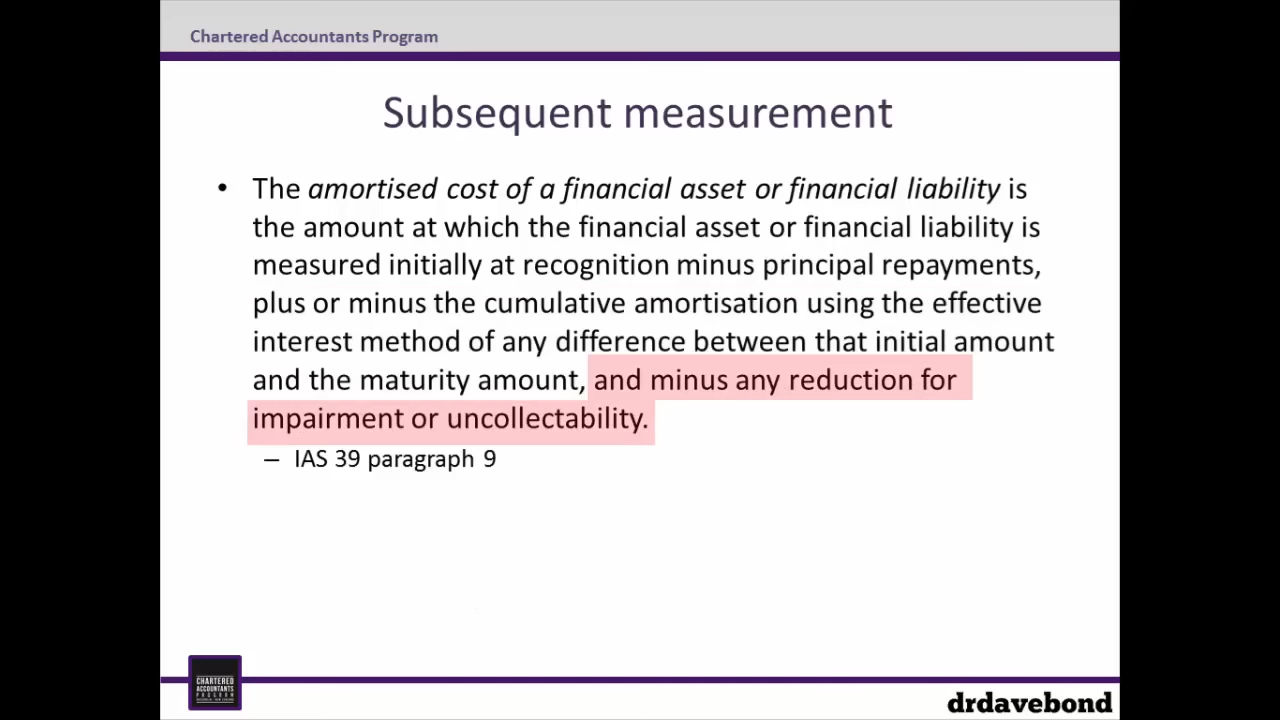 Chartered Accountants Program
Subsequent measurement
• The amortised cost of a financial asset or financial liability is
the amount at which the financial asset or financial liability is
measured initially at recognition minus principal repayments,
plus or minus the cumulative amortisation using the effective
interest method of any difference between that initial amount
and the maturity amount, and minus any reduction for
impairment or uncollectability.
– IAS 39 paragraph 9
CHARTERED
ACCOUNTANTS
PROGRAM
drdavebond